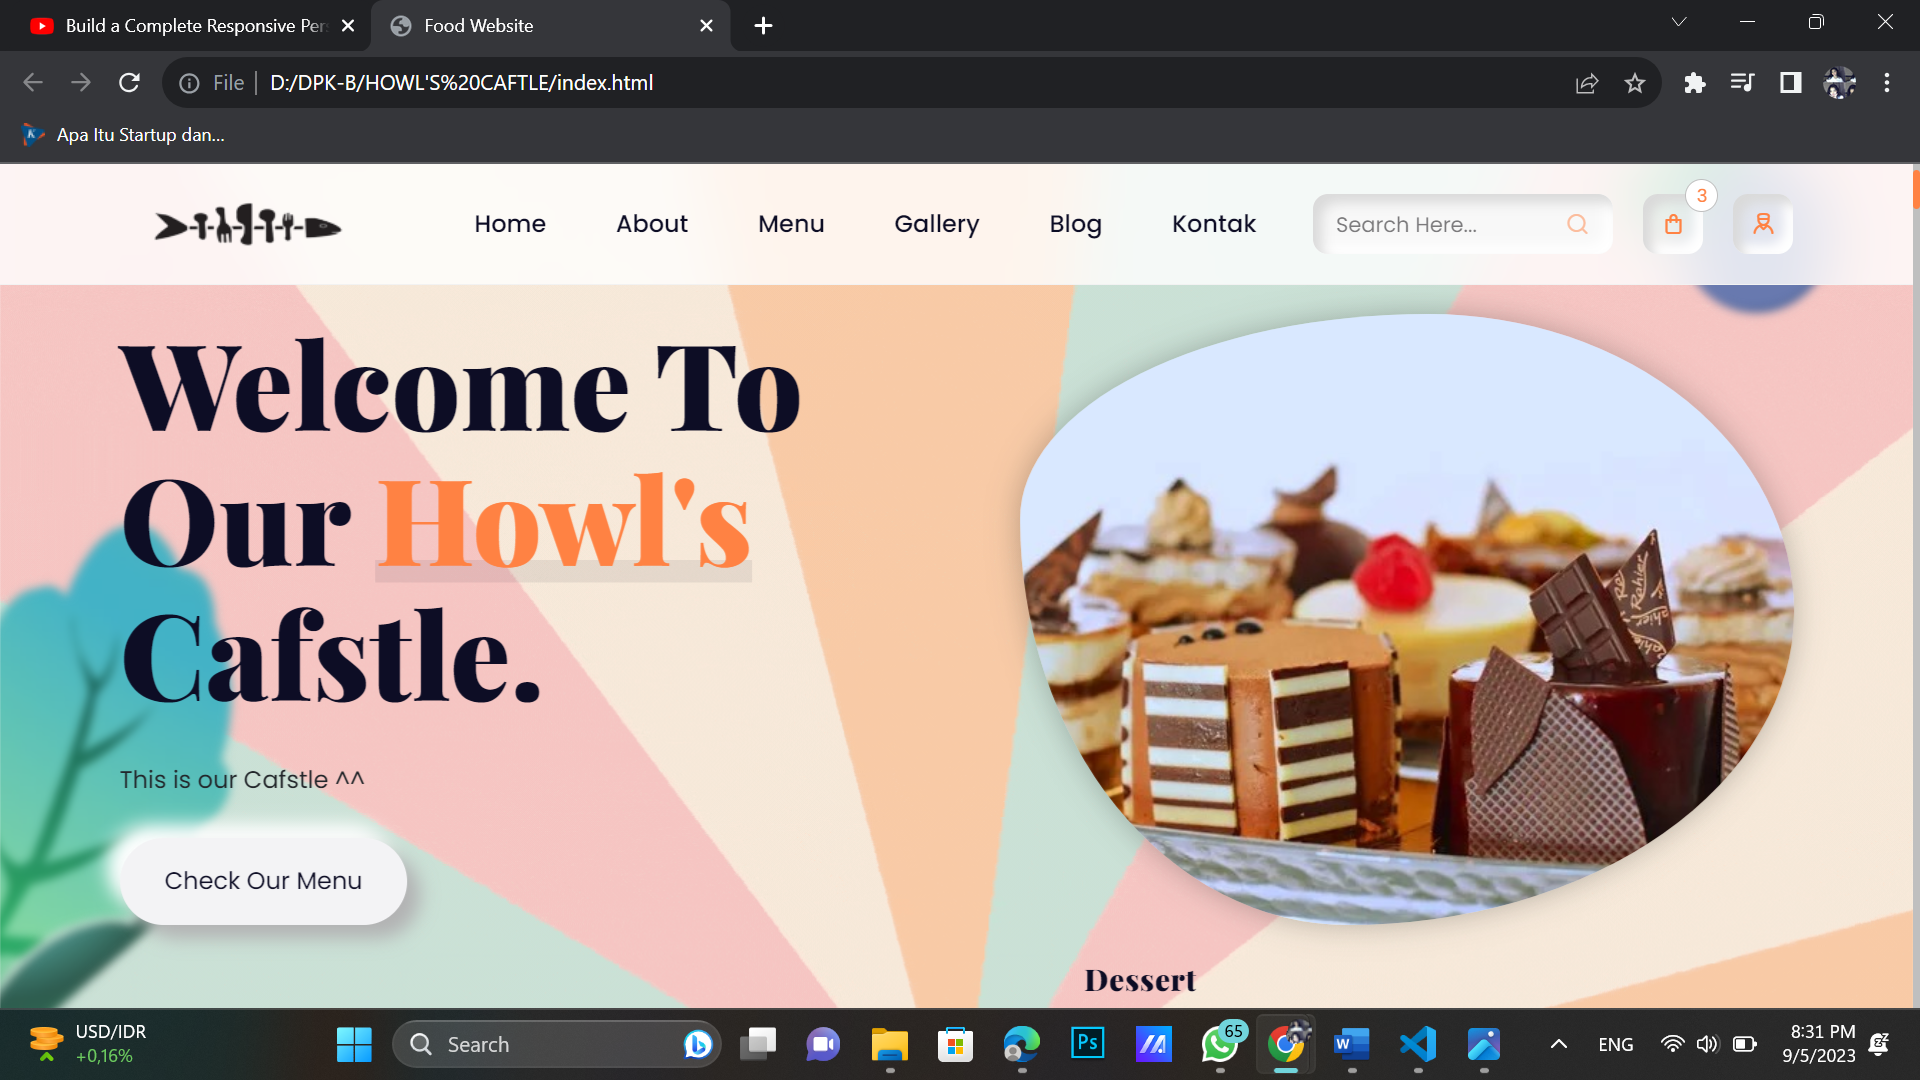 Build a Complete Responsive Per
Food Website
File
D:/DPK-B/HOWL'S%20CAFTLE/index.html
Apa Itu Startup dan...
Home
About
Menu
Gallery
Blog
Kontak
Search Here...
3
Welcome To
Our Howl's
Cafstle.
This is our Cafstle ^^
Check Our Menu
Dessert
USD/IDR
+0,16%
Search
Ps
65
W
ENG
8:31 PM
9/5/2023